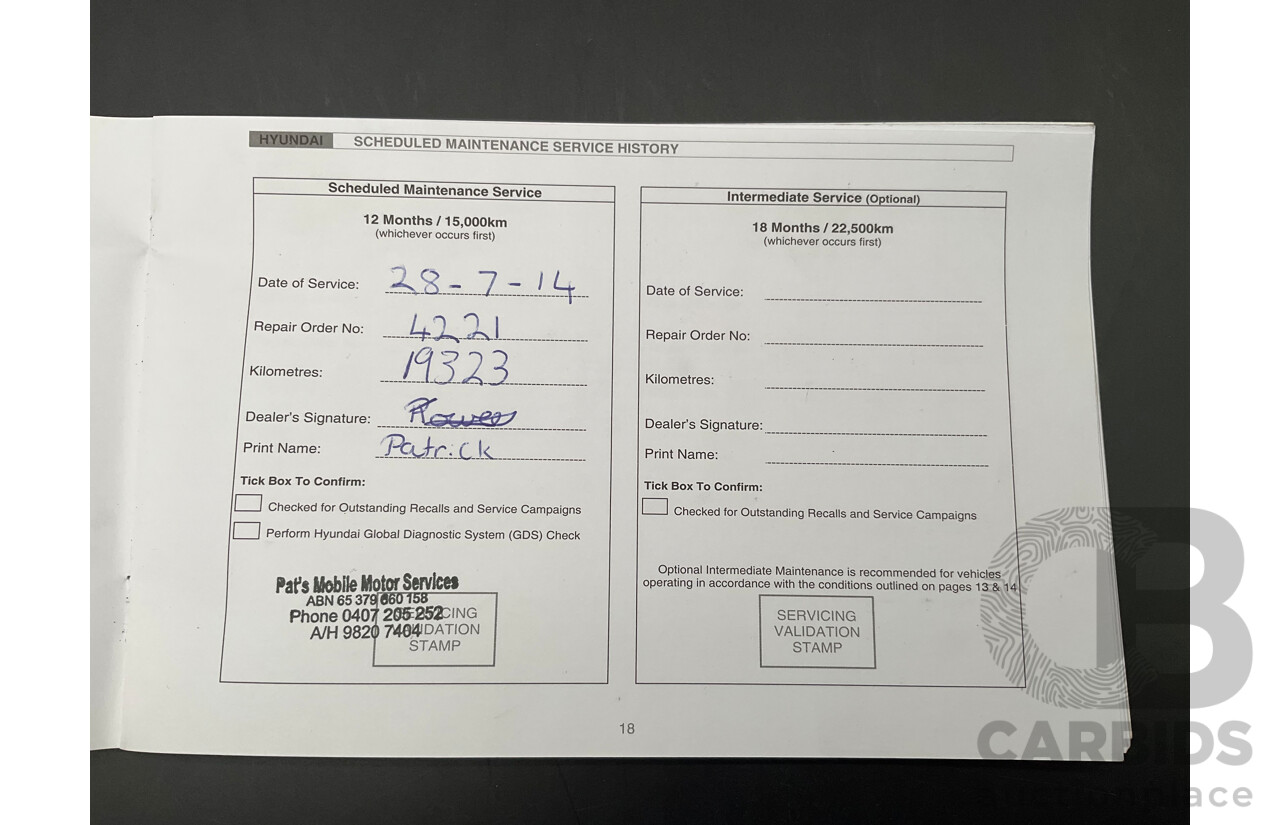 HYUNDAI SCHEDULED MAINTENANCE SERVICE HISTORY
Scheduled Maintenance Service
12 Months / 15,000km
(whichever occurs first)
Date of Service: 28-7-14
Repair Order No: 4221
Kilometres: 19323
Dealer's Signature:
Print Name: Patrick
Tick Box To Confirm:
Checked for Outstanding Recalls and Service Campaigns
Perform Hyundai Global Diagnostic System (GDS) Check
Pat's Mobile Motor Services
ABN 65 379 660 158
Phone 0407 205 252
A/H 9820 7404
SERVICING
VALIDATION
STAMP
Intermediate Service (Optional)
18 Months / 22,500km
(whichever occurs first)
Date of Service:
Repair Order No:
Kilometres:
Dealer's Signature:
Print Name:
Tick Box To Confirm:
Checked for Outstanding Recalls and Service Campaigns
Optional Intermediate Maintenance is recommended for vehicles
operating in accordance with the conditions outlined on pages 13 & 14
SERVICING
VALIDATION
STAMP
18
CB
CARBIDS